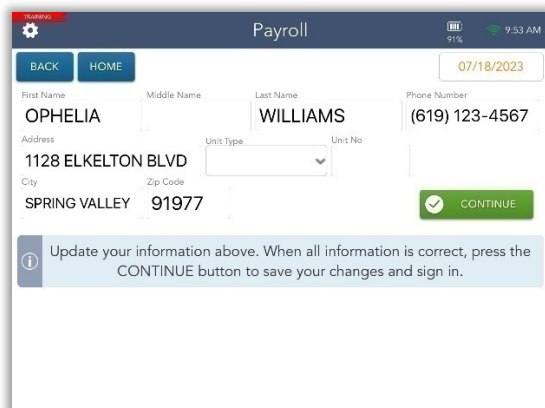 TRAINING
Payroll
91%
9:53 AM
BACK HOME 07/18/2023
First Name Middle Name Last Name Phone Number
OPHELIA WILLIAMS (619) 123-4567
Address Unit Type Unit No
1128 ELKELTON BLVD
City Zip Code
SPRING VALLEY 91977
CONTINUE
Update your information above. When all information is correct, press the
CONTINUE button to save your changes and sign in.